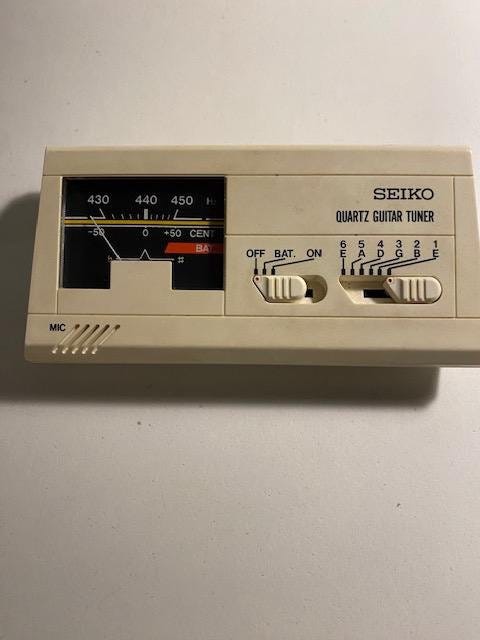 430 440 450 Hz
-50 0 +50 CENT
BAT.
b #
MIC
SEIKO
QUARTZ GUITAR TUNER
OFF BAT. ON
6 5 4 3 2 1
E A D G B E